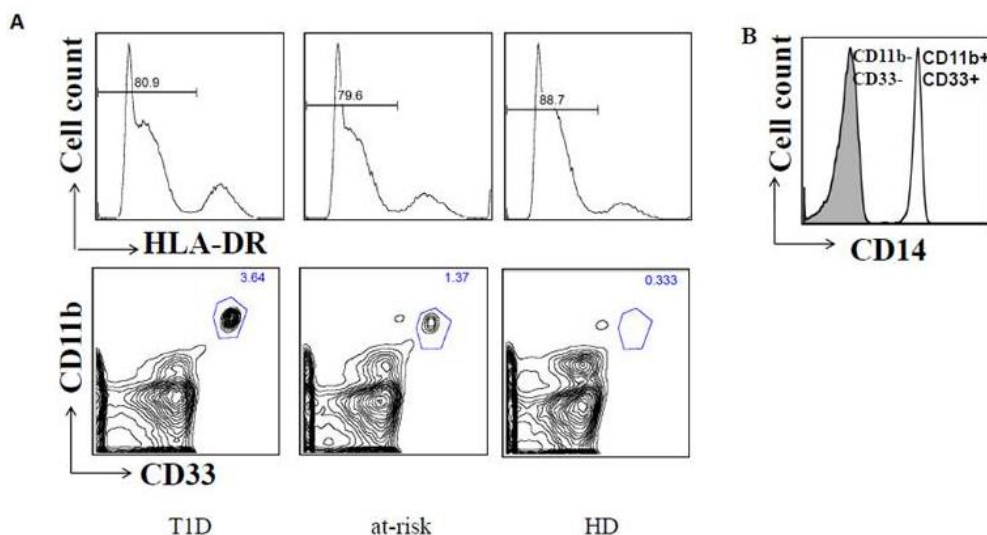 A
Cell count
80.9
79.6
88.7
HLA-DR
B
Cell count
CD11b- CD11b+
CD33- CD33+
CD14
CD11b
3.64
1.37
0.333
CD33
T1D
at-risk
HD